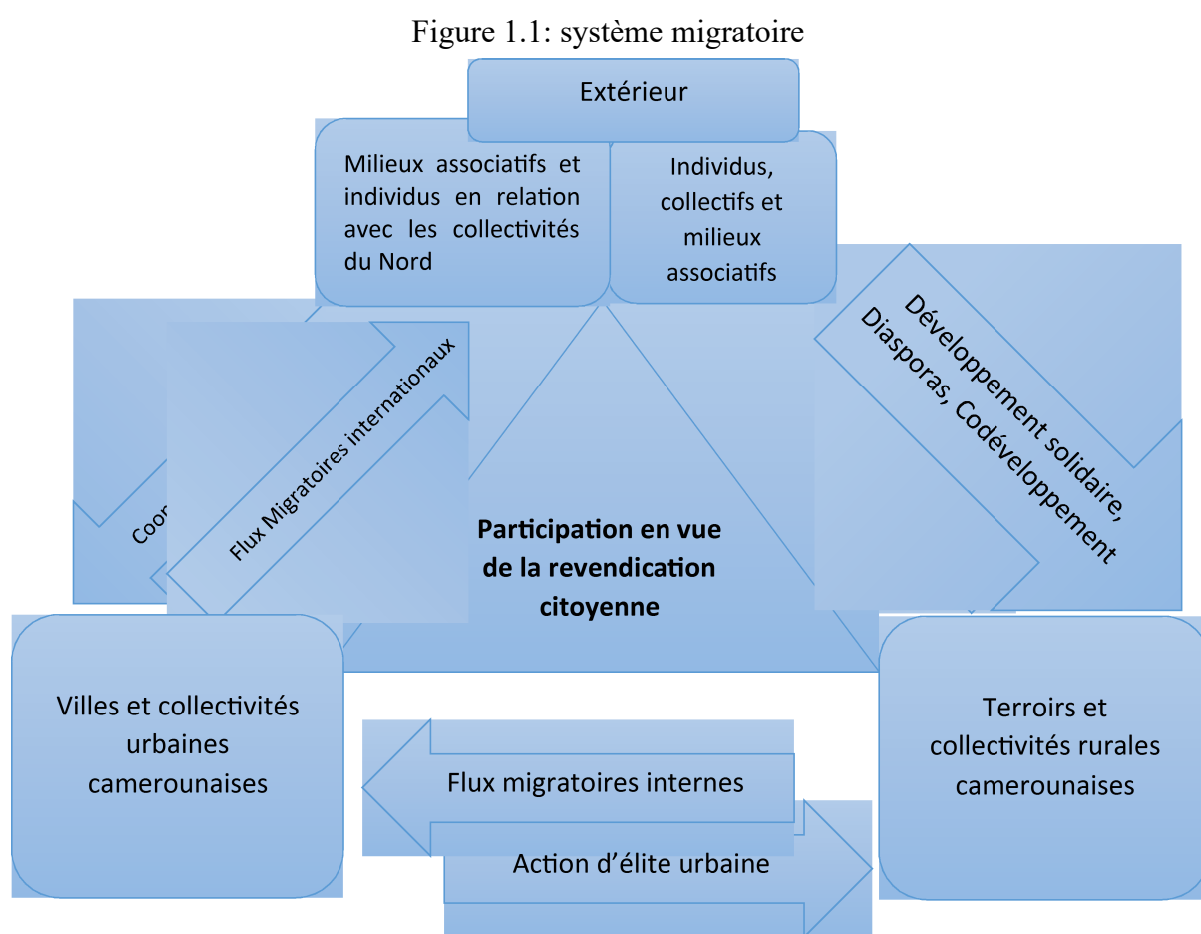 Figure 1.1: système migratoire
Extérieur
Milieux associatifs et
individus en relation
avec les collectivités
du Nord
Individus,
collectifs et
milieux
associatifs
Flux Migratoires internationaux
Développement solidaire,
Diasporas, Codéveloppement
Participation en vue
de la revendication
citoyenne
Villes et collectivités
urbaines
camerounaises
Terroirs et
collectivités rurales
camerounaises
Flux migratoires internes
Action d’élite urbaine